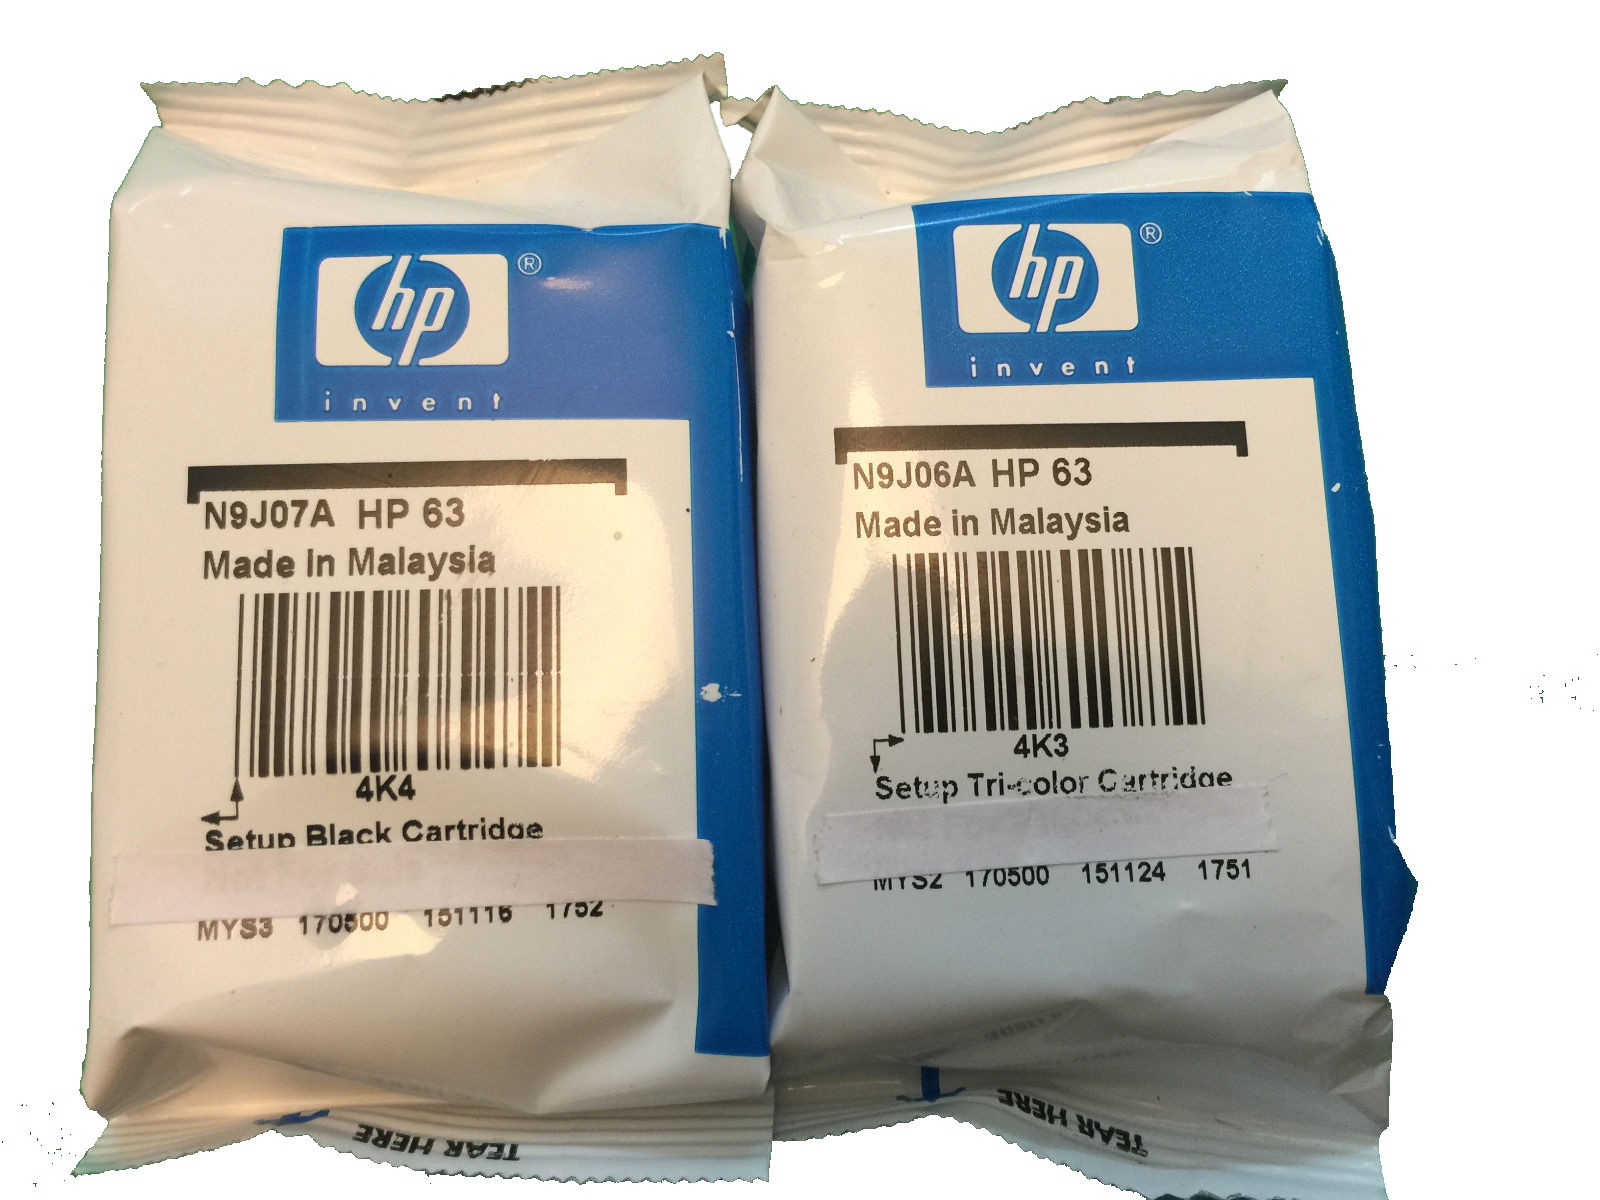 hp ®
invent
N9J07A HP 63
Made In Malaysia
4K4
Setup Black Cartridge
MYS3 170500 151116 1752
TEAR HERE
hp ®
invent
N9J06A HP 63
Made in Malaysia
4K3
Setup Tri-color Cartridge
MYS2 170500 151124 1751
TEAR HERE